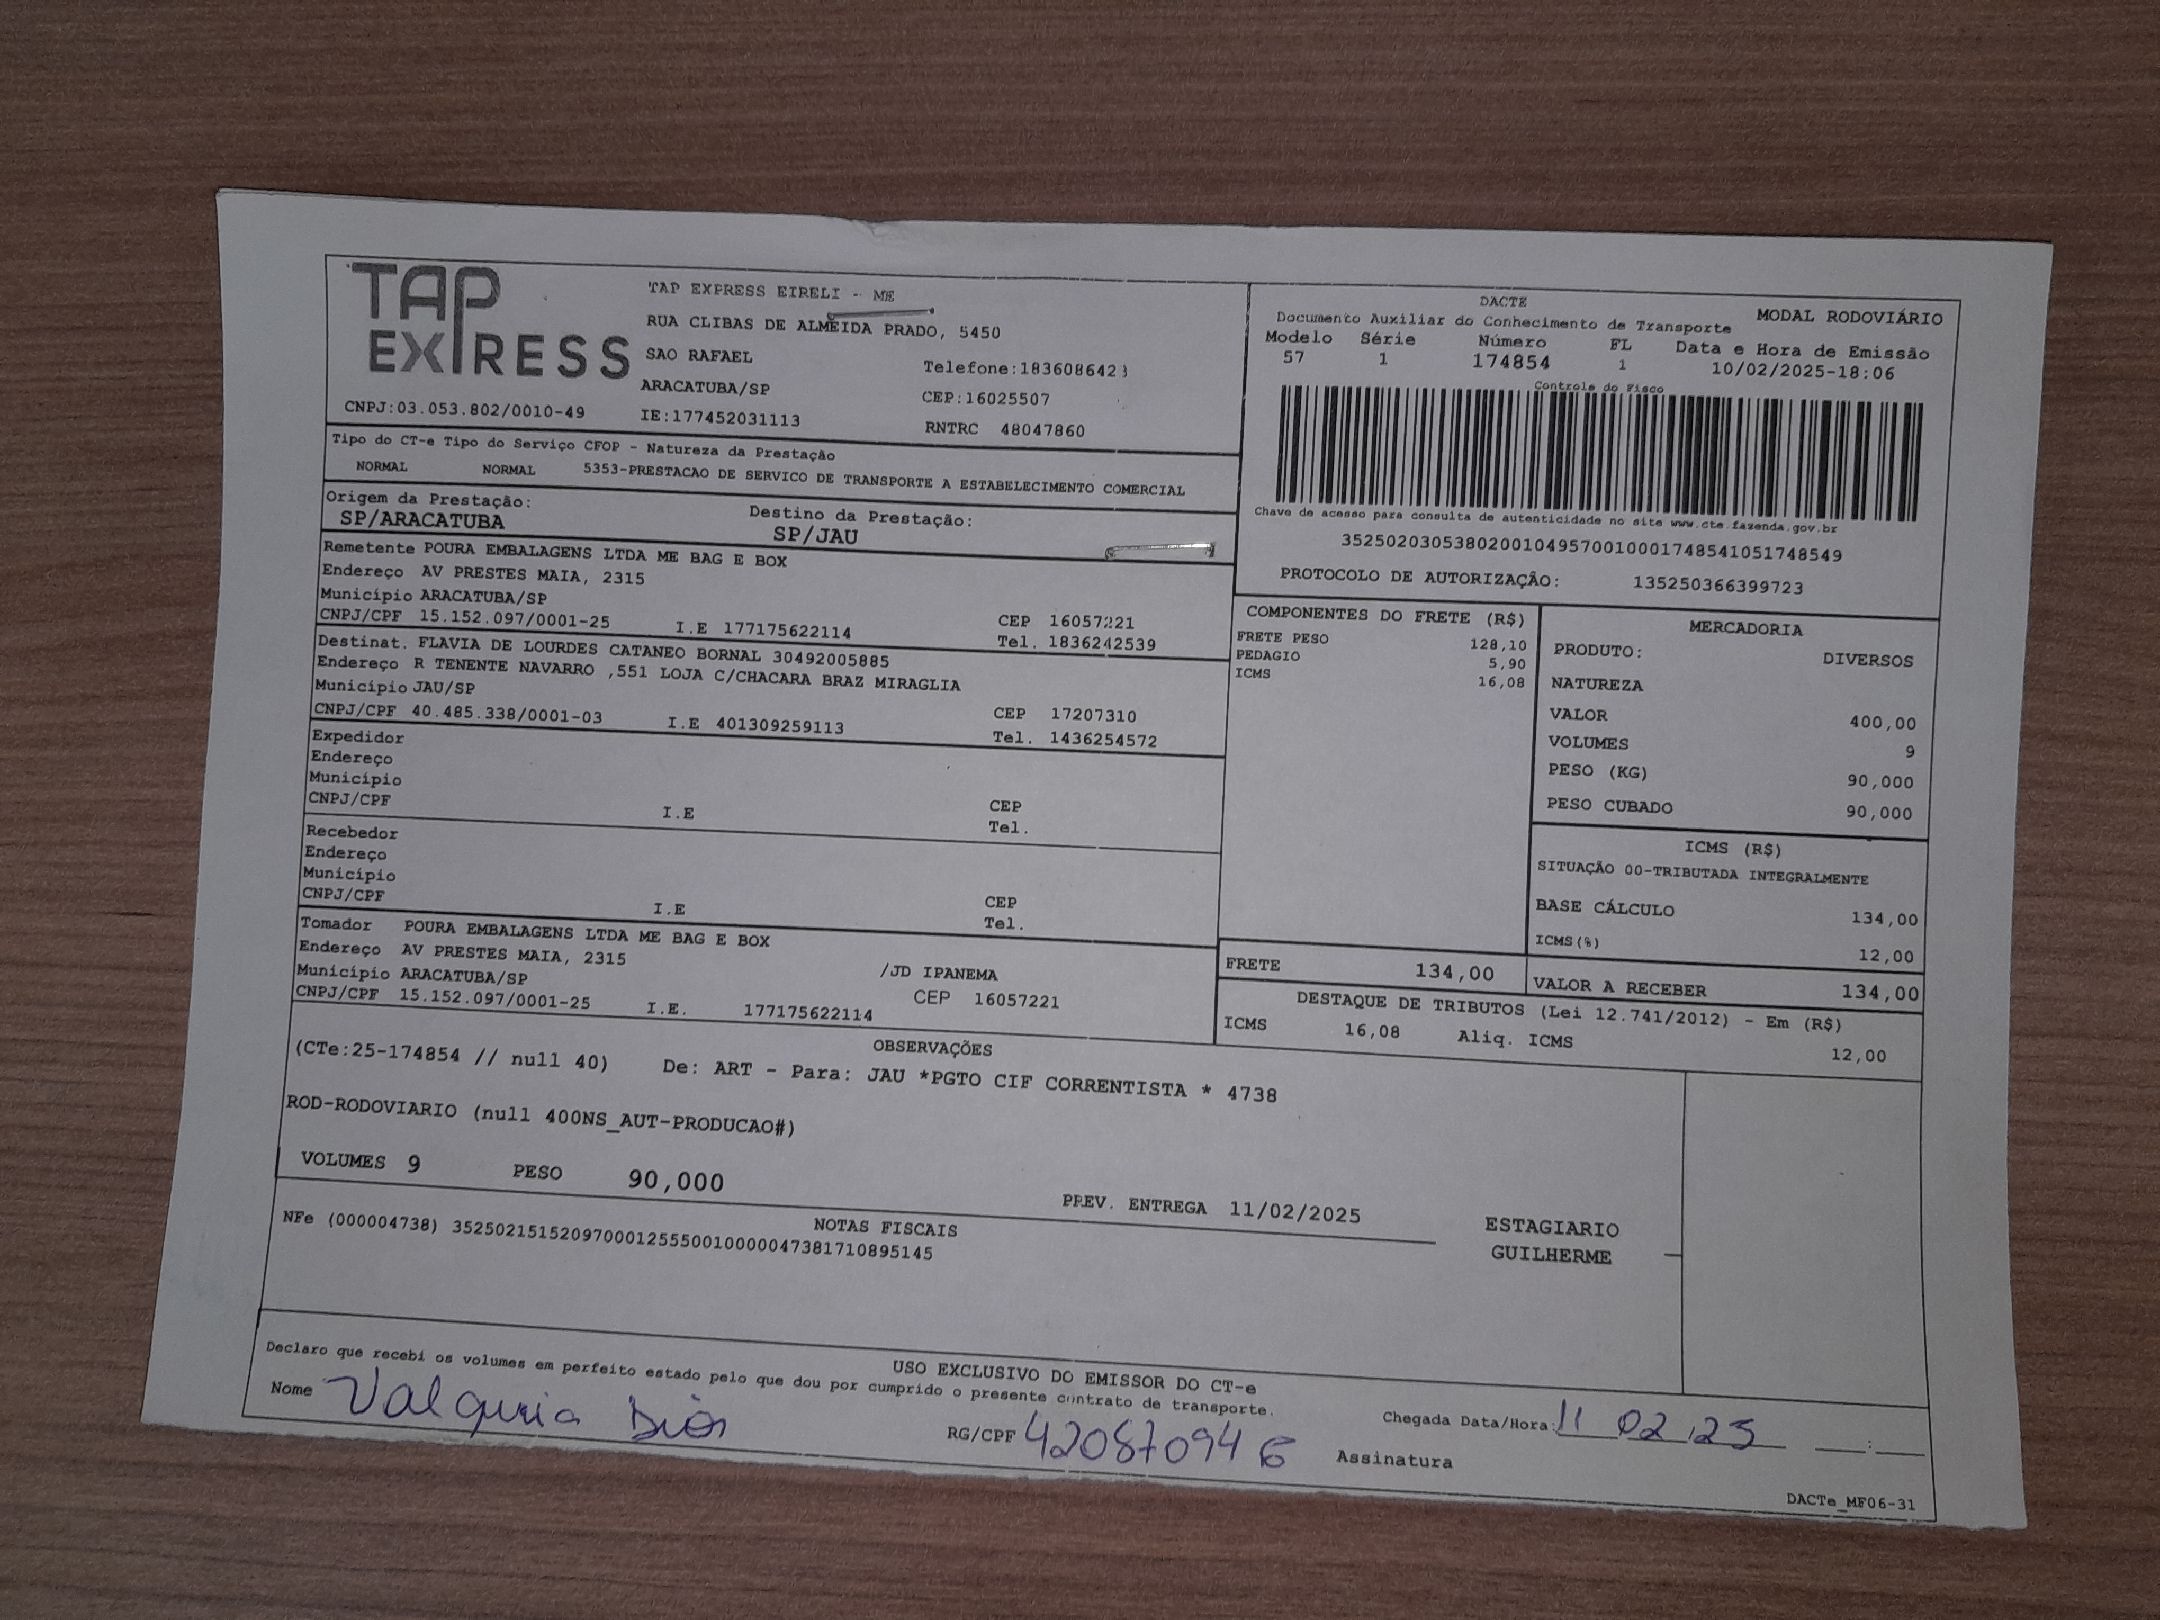 TAP EXPRESS
TAP EXPRESS EIRELI - ME
RUA CLIBAS DE ALMEIDA PRADO, 5450
SAO RAFAEL
Telefone:1836086423
ARACATUBA/SP
CEP:16025507
CNPJ:03.053.802/0010-49
IE:177452031113
RNTRC 48047860
DACTE
MODAL RODOVIÁRIO
Documento Auxiliar do Conhecimento de Transporte
Modelo Série Número FL Data e Hora de Emissão
57 1 174854 1 10/02/2025-18:06
Controle do Fisco
Chave de acesso para consulta de autenticidade no site www.cte.fazenda.gov.br
35250203053802001049570010001748541051748549
PROTOCOLO DE AUTORIZAÇÃO: 135250366399723
Tipo do CT-e Tipo do Serviço CFOP - Natureza da Prestação
NORMAL NORMAL 5353-PRESTACAO DE SERVICO DE TRANSPORTE A ESTABELECIMENTO COMERCIAL
Origem da Prestação: Destino da Prestação:
SP/ARACATUBA SP/JAU
Remetente POURA EMBALAGENS LTDA ME BAG E BOX
Endereço AV PRESTES MAIA, 2315
Município ARACATUBA/SP CEP 16057221
CNPJ/CPF 15.152.097/0001-25 I.E 177175622114 Tel. 1836242539
Destinat. FLAVIA DE LOURDES CATANEO BORNAL 30492005885
Endereço R TENENTE NAVARRO ,551 LOJA C/CHACARA BRAZ MIRAGLIA
Município JAU/SP CEP 17207310
CNPJ/CPF 40.485.338/0001-03 I.E 401309259113 Tel. 1436254572
Expedidor
Endereço
Município CEP
CNPJ/CPF I.E Tel.
Recebedor
Endereço
Município CEP
CNPJ/CPF I.E Tel.
Tomador POURA EMBALAGENS LTDA ME BAG E BOX
Endereço AV PRESTES MAIA, 2315 /JD IPANEMA
Município ARACATUBA/SP CEP 16057221
CNPJ/CPF 15.152.097/0001-25 I.E. 177175622114
COMPONENTES DO FRETE (R$)
FRETE PESO 128,10
PEDAGIO 5,90
ICMS 16,08
MERCADORIA
PRODUTO: DIVERSOS
NATUREZA
VALOR 400,00
VOLUMES 9
PESO (KG) 90,000
PESO CUBADO 90,000
ICMS (R$)
SITUAÇÃO 00-TRIBUTADA INTEGRALMENTE
BASE CÁLCULO 134,00
ICMS(%) 12,00
FRETE 134,00 VALOR A RECEBER 134,00
DESTAQUE DE TRIBUTOS (Lei 12.741/2012) - Em (R$)
ICMS 16,08 Aliq. ICMS 12,00
OBSERVAÇÕES
(CTe:25-174854 // null 40) De: ART - Para: JAU *PGTO CIF CORRENTISTA * 4738
ROD-RODOVIARIO (null 400NS_AUT-PRODUCAO#)
VOLUMES 9 PESO 90,000 PREV. ENTREGA 11/02/2025
NOTAS FISCAIS
NFe (000004738) 35250215152097000125550010000047381710895145
ESTAGIARIO
GUILHERME
USO EXCLUSIVO DO EMISSOR DO CT-e
Declaro que recebi os volumes em perfeito estado pelo que dou por cumprido o presente contrato de transporte.
Nome Valquria RG/CPF 420870946 Chegada Data/Hora: 11 02 25 :
Assinatura
DACTe_MF06-31